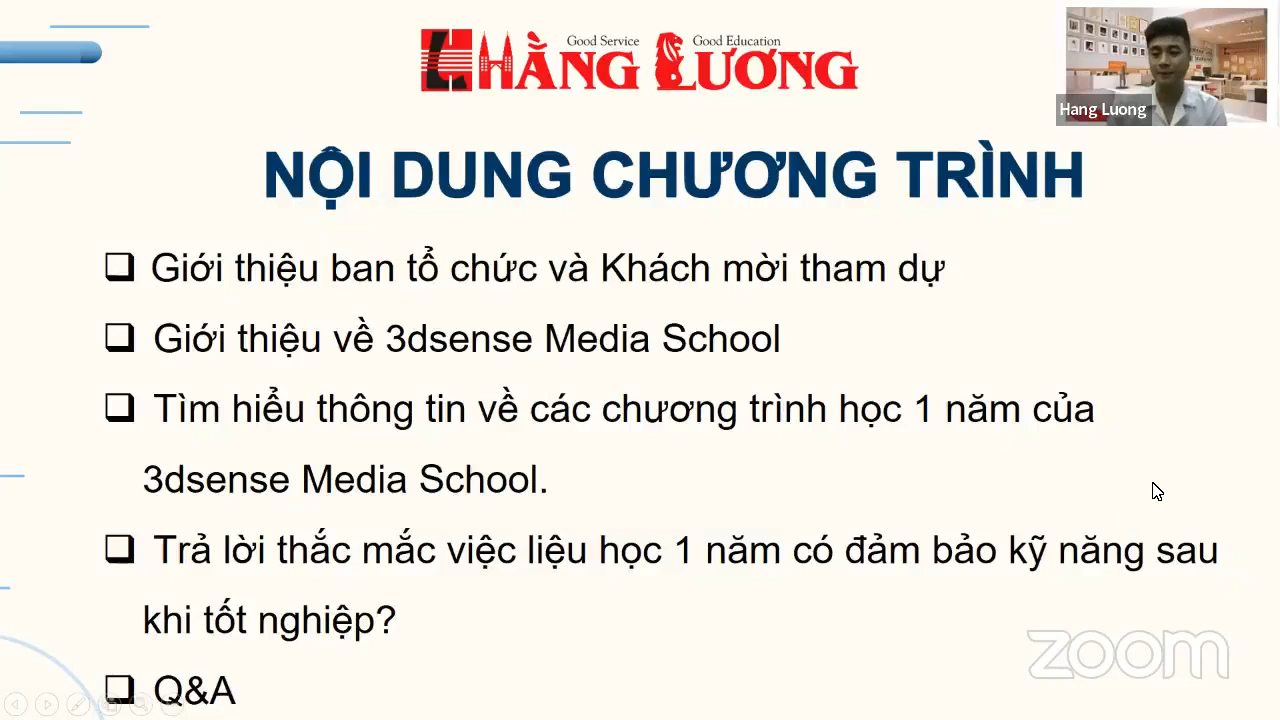 Good Service Good Education
HẰNG LƯƠNG
Hang Luong
NỘI DUNG CHƯƠNG TRÌNH
Giới thiệu ban tổ chức và Khách mời tham dự
Giới thiệu về 3dsense Media School
Tìm hiểu thông tin về các chương trình học 1 năm của
3dsense Media School.
Trả lời thắc mắc việc liệu học 1 năm có đảm bảo kỹ năng sau
khi tốt nghiệp?
Q&A
zoom